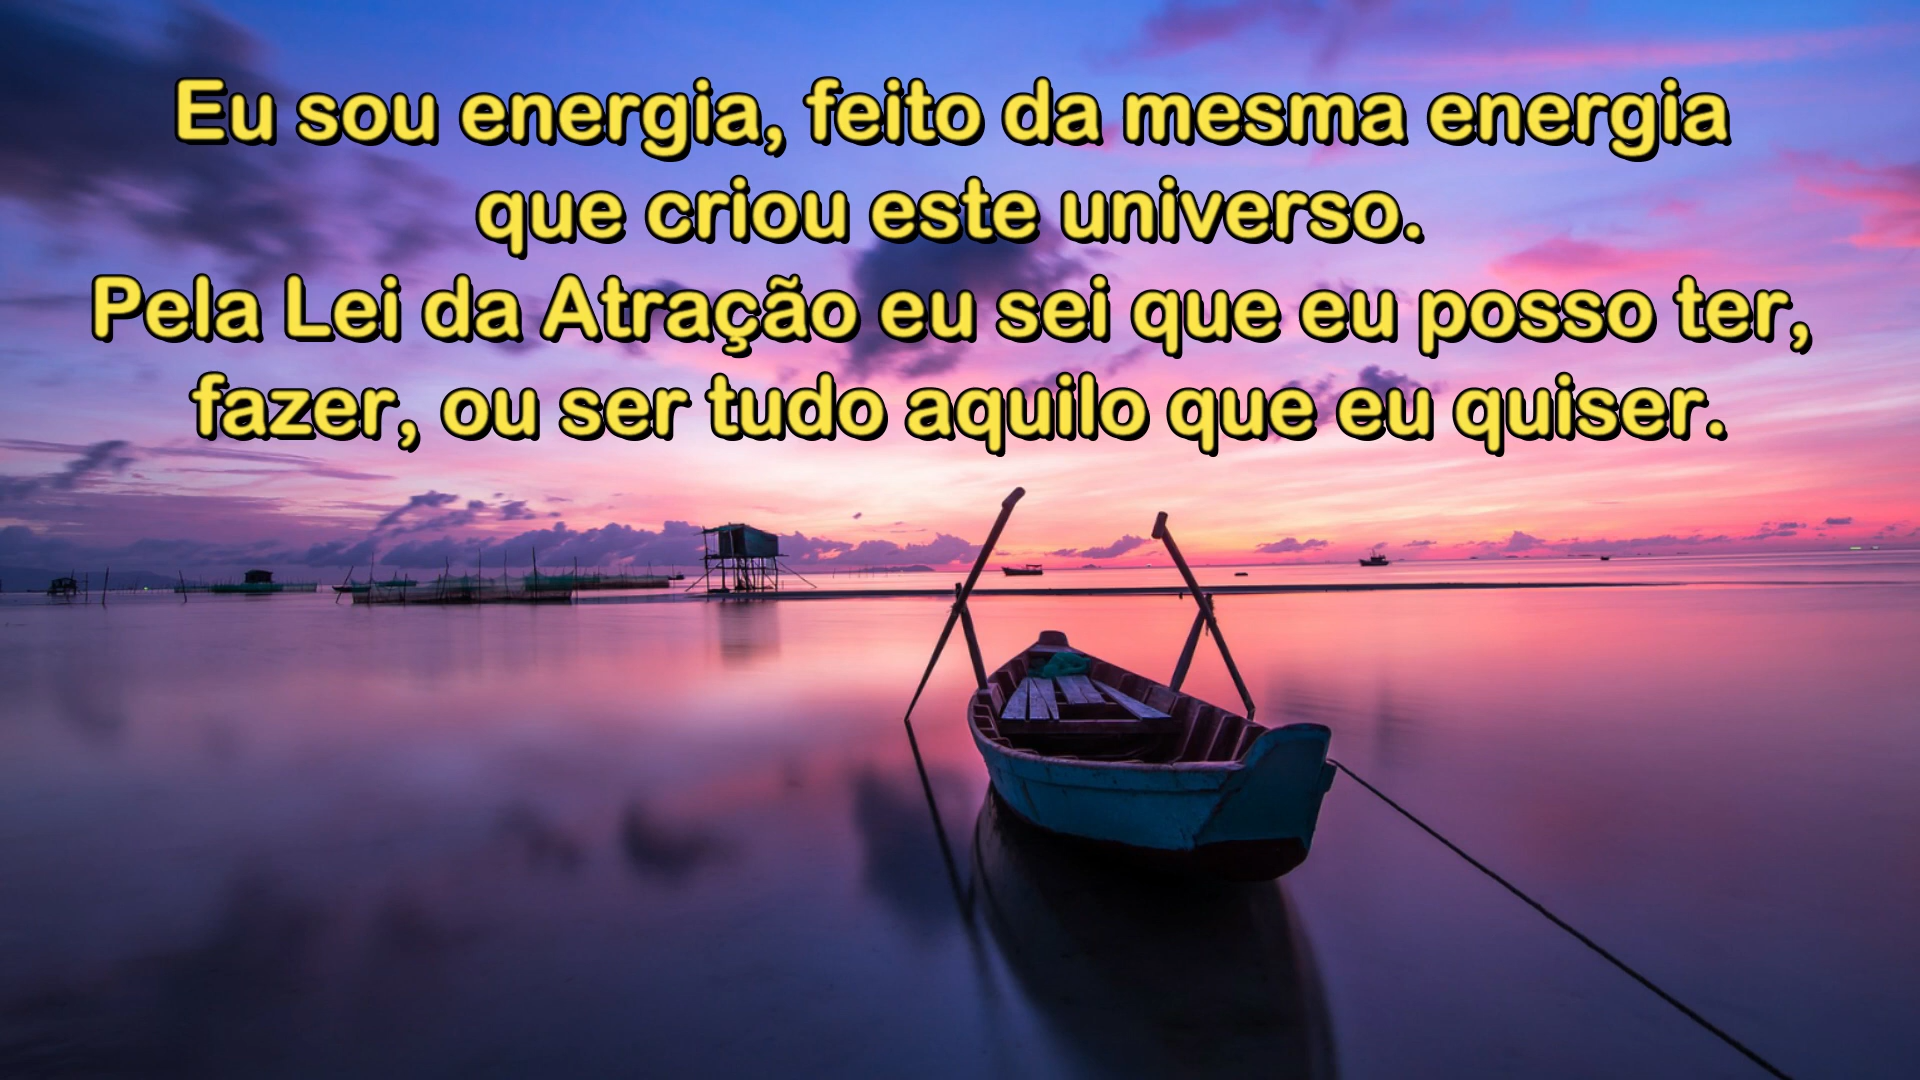 Eu sou energia, feito da mesma energia
que criou este universo.
Pela Lei da Atração eu sei que eu posso ter,
fazer, ou ser tudo aquilo que eu quiser.